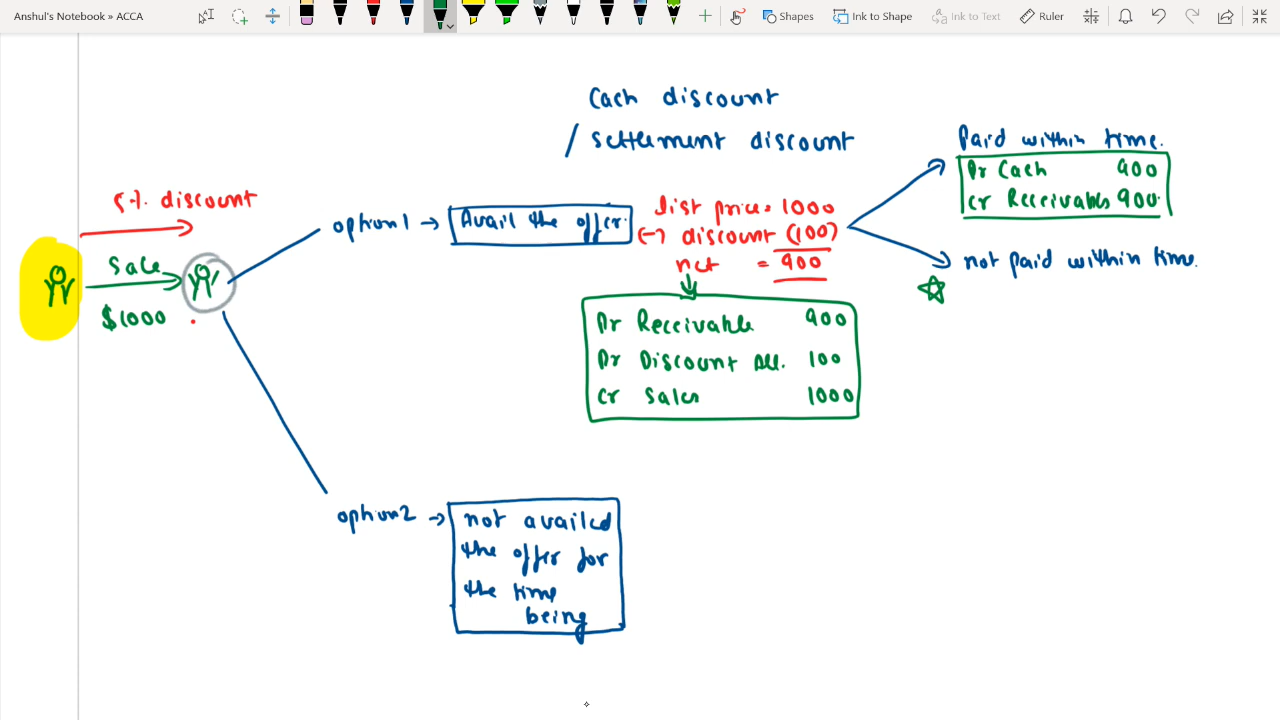 Anshul's Notebook » ACCA
Shapes
Ink to Shape
Ink to Text
Ruler
Cash discount
/ settlement discount
Paid within time.
Dr Cash 900
Cr Receivables 900
5%. discount
Sale
$1000
option1 → Avail the offer.
list price = 1000
(-) discount (100)
net = 900
not paid within time.
Dr Receivable 900
Dr Discount All. 100
Cr Sales 1000
option2 → not availed
the offer for
the time
being